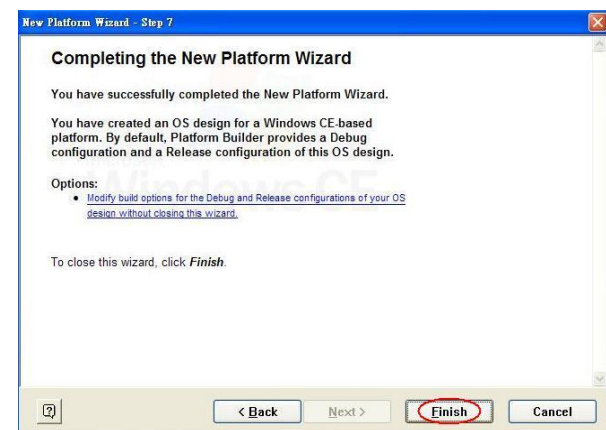 New Platform Wizard - Step 7
Completing the New Platform Wizard
You have successfully completed the New Platform Wizard.
You have created an OS design for a Windows CE-based
platform. By default, Platform Builder provides a Debug
configuration and a Release configuration of this OS design.
Options:
• Modify build options for the Debug and Release configurations of your OS
design without closing this wizard.
To close this wizard, click Finish.
Windows CE
< Back
Next >
Finish
Cancel